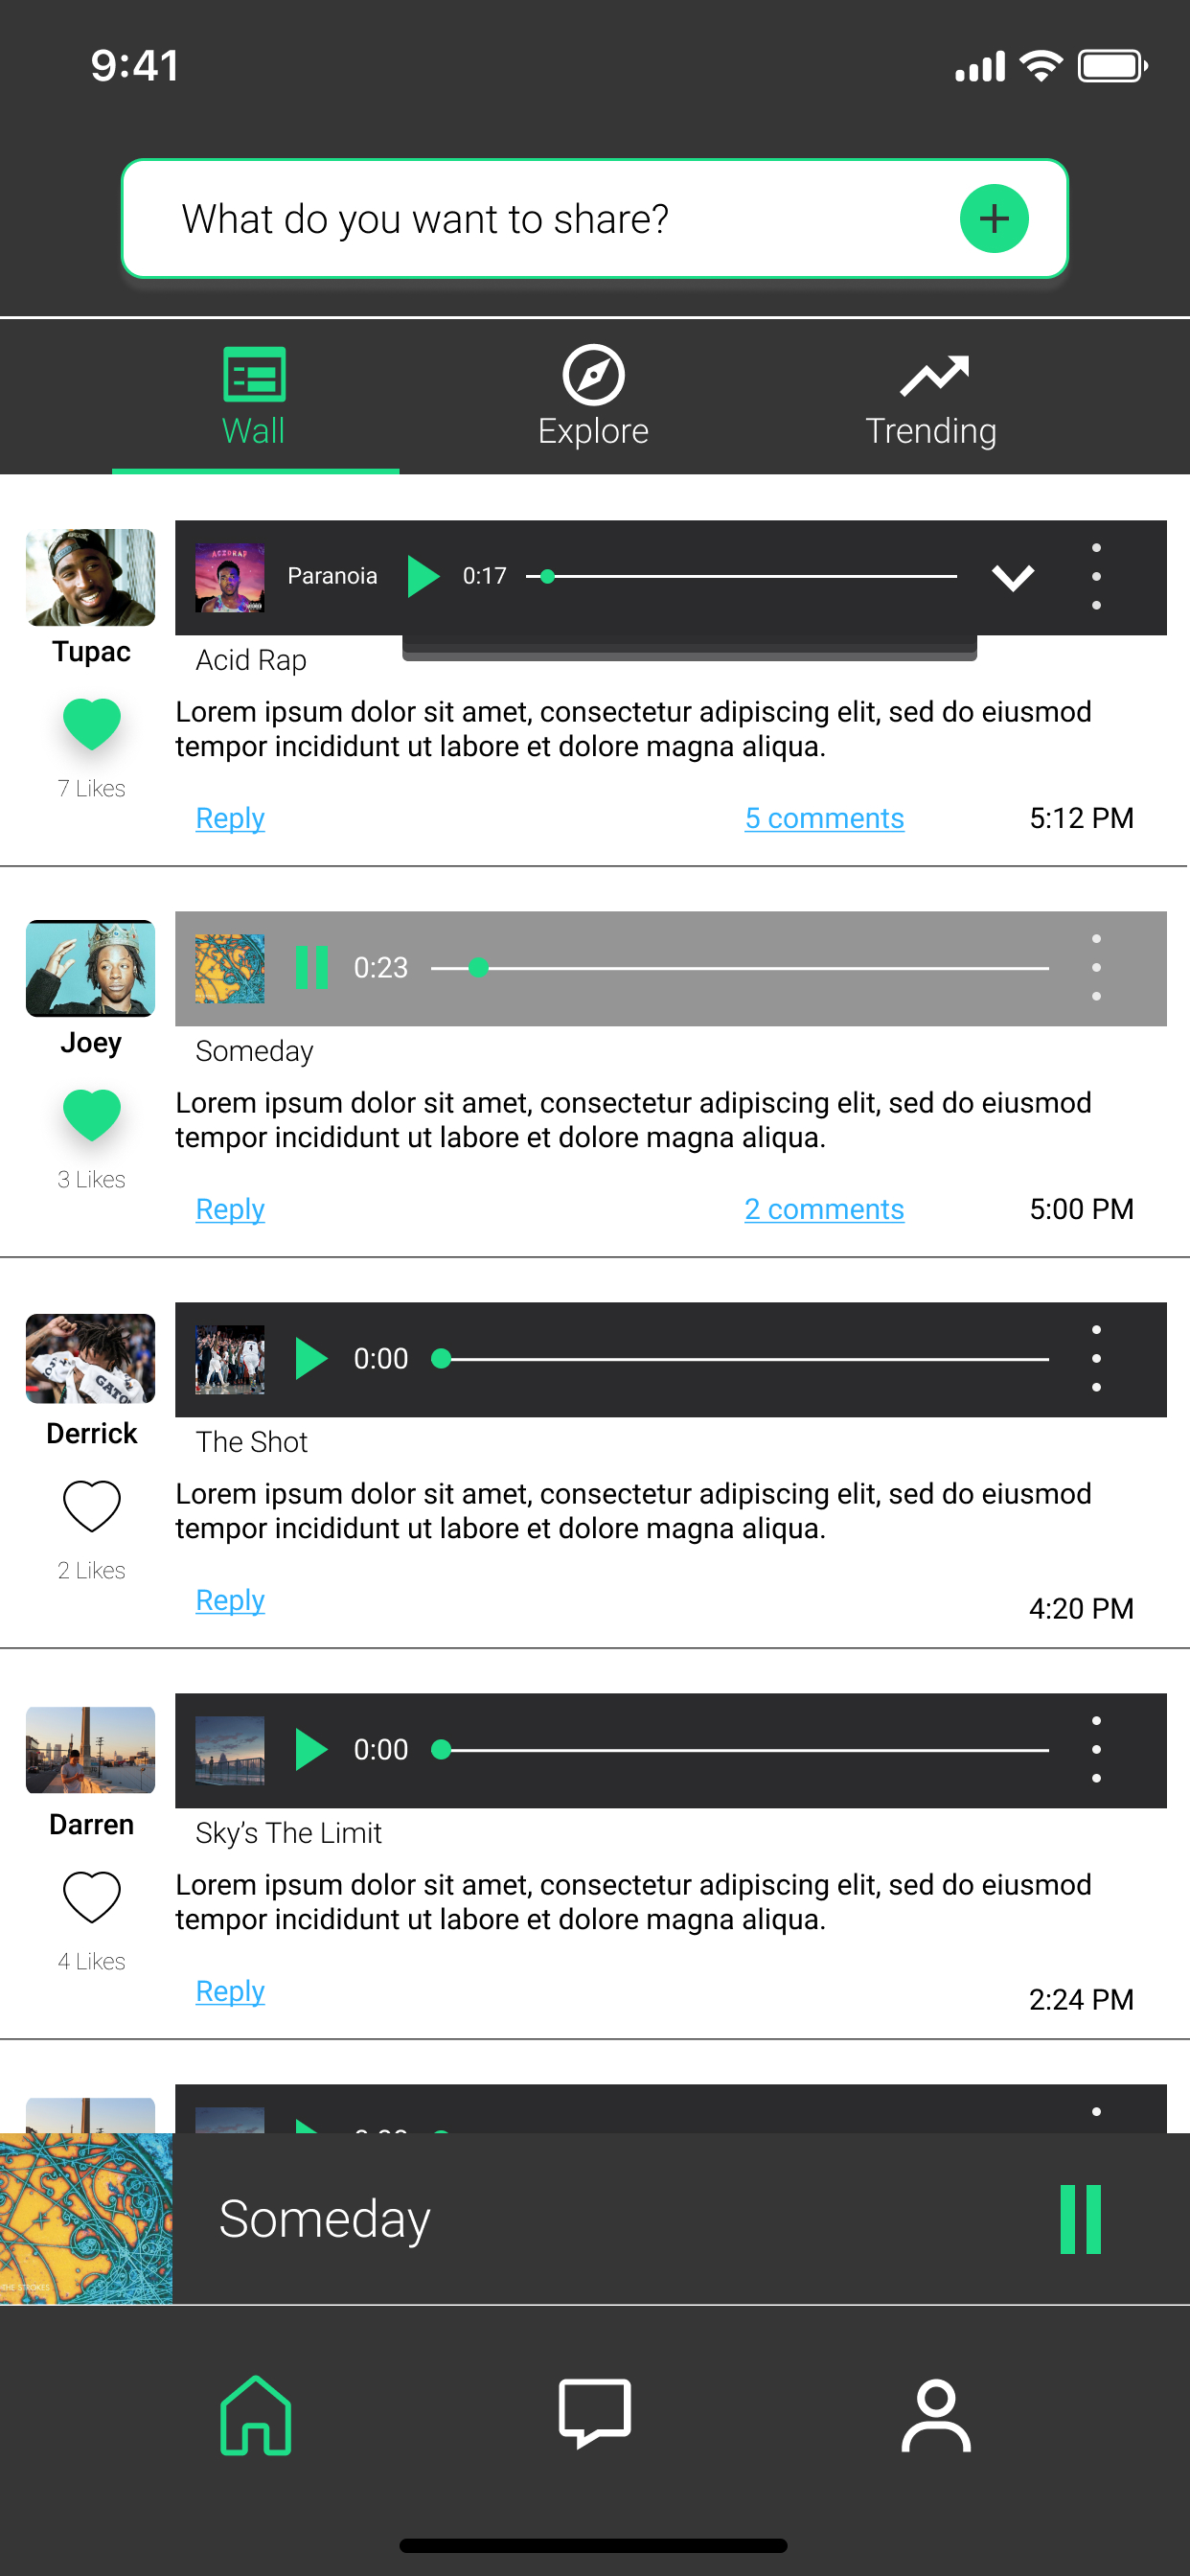 9:41
What do you want to share?
Wall
Explore
Trending
ACID RAP
Paranoia
0:17
Tupac
Acid Rap
Lorem ipsum dolor sit amet, consectetur adipiscing elit, sed do eiusmod
tempor incididunt ut labore et dolore magna aliqua.
7 Likes
Reply
5 comments
5:12 PM
0:23
Joey
Someday
Lorem ipsum dolor sit amet, consectetur adipiscing elit, sed do eiusmod
tempor incididunt ut labore et dolore magna aliqua.
3 Likes
Reply
2 comments
5:00 PM
GATO
0:00
Derrick
The Shot
Lorem ipsum dolor sit amet, consectetur adipiscing elit, sed do eiusmod
tempor incididunt ut labore et dolore magna aliqua.
2 Likes
Reply
4:20 PM
0:00
Darren
Sky’s The Limit
Lorem ipsum dolor sit amet, consectetur adipiscing elit, sed do eiusmod
tempor incididunt ut labore et dolore magna aliqua.
4 Likes
Reply
2:24 PM
Someday
THE STROKES